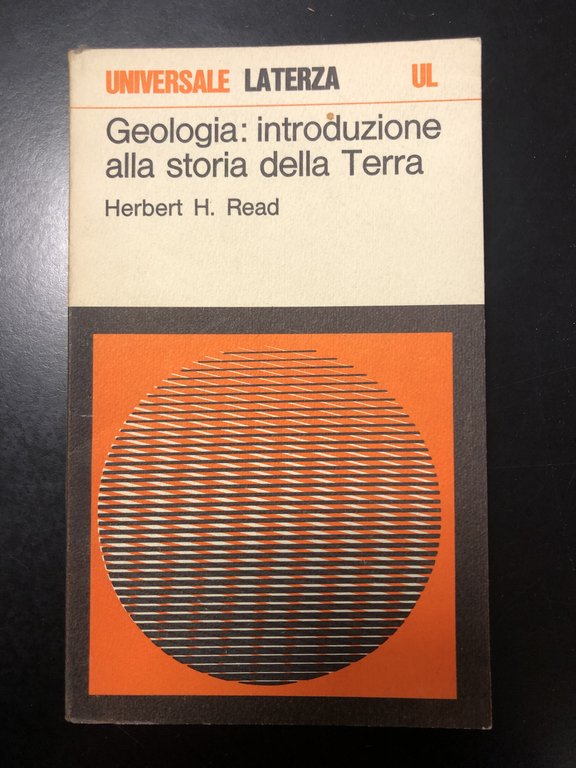 UNIVERSALE LATERZA UL
Geologia: introduzione
alla storia della Terra
Herbert H. Read